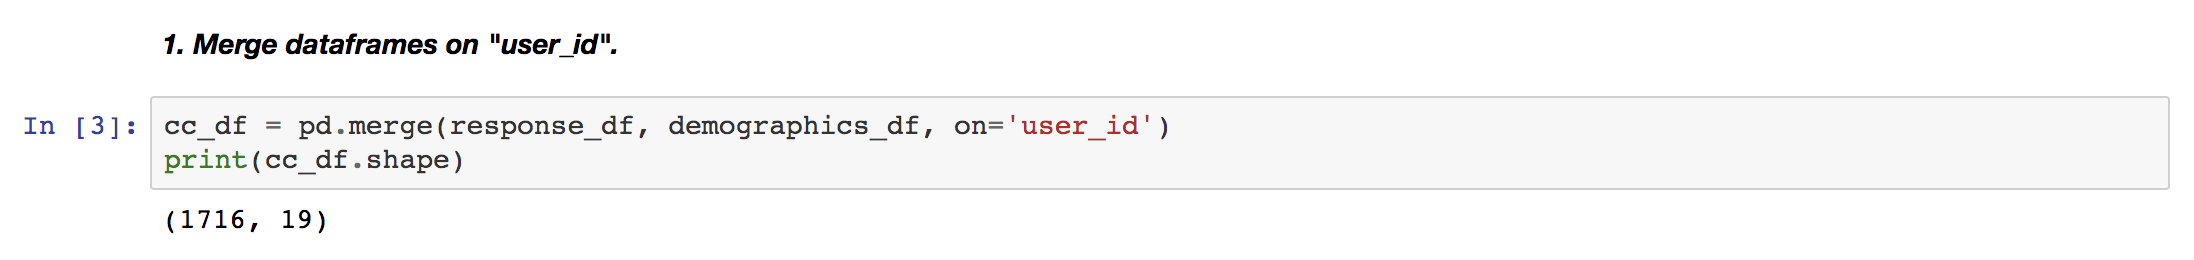 1. Merge dataframes on "user_id".
In [3]: cc_df = pd.merge(response_df, demographics_df, on='user_id')
print(cc_df.shape)
(1716, 19)